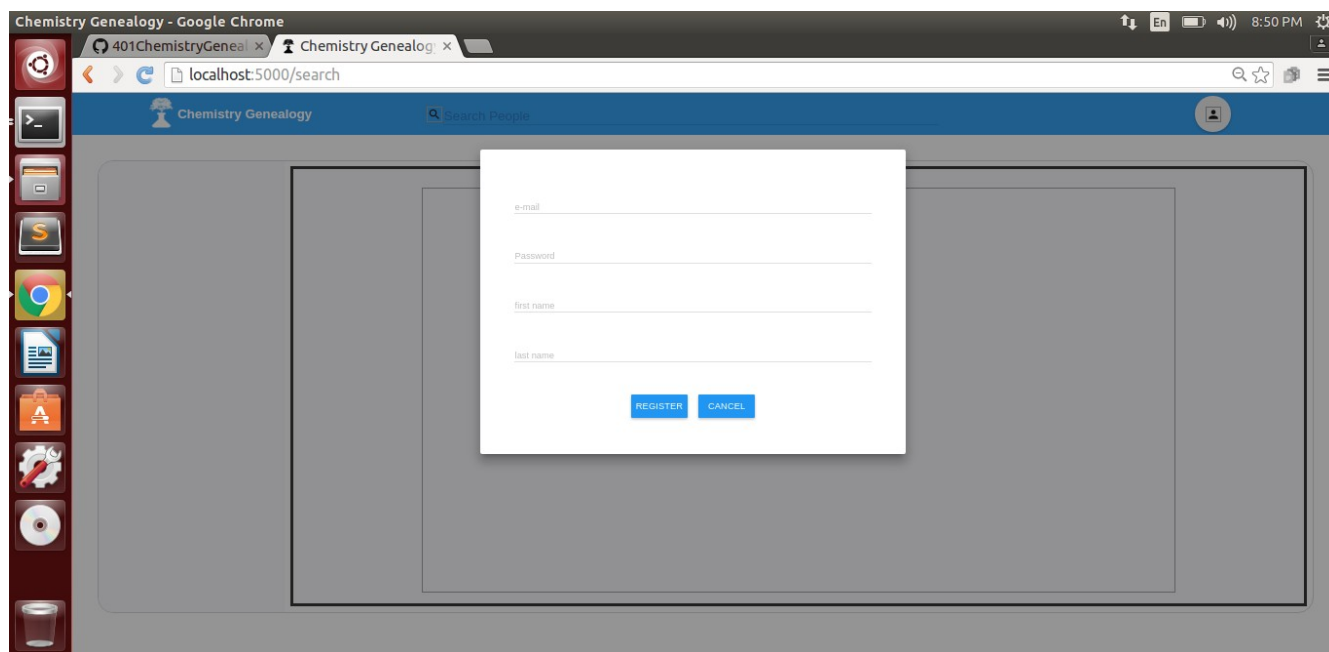 Chemistry Genealogy - Google Chrome
En
8:50 PM
401ChemistryGeneal
Chemistry Genealogy
localhost:5000/search
Chemistry Genealogy
Search People
e-mail
Password
first name
last name
REGISTER
CANCEL